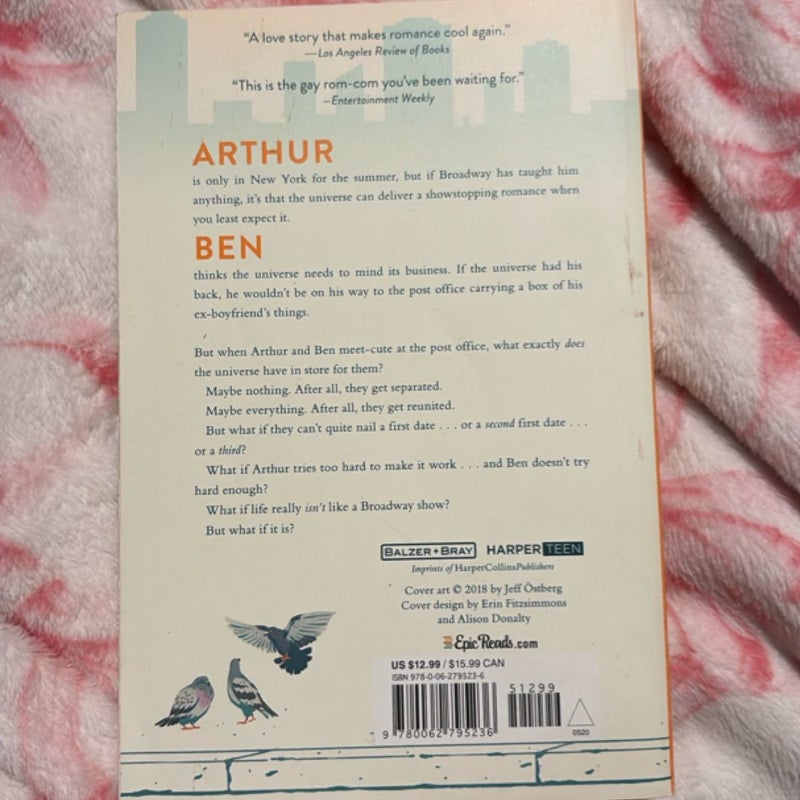 “A love story that makes romance cool again.”
—Los Angeles Review of Books
“This is the gay rom-com you’ve been waiting for.”
—Entertainment Weekly
ARTHUR
is only in New York for the summer, but if Broadway has taught him
anything, it’s that the universe can deliver a showstopping romance when
you least expect it.
BEN
thinks the universe needs to mind its business. If the universe had his
back, he wouldn’t be on his way to the post office carrying a box of his
ex-boyfriend’s things.
But when Arthur and Ben meet-cute at the post office, what exactly does
the universe have in store for them?
Maybe nothing. After all, they get separated.
Maybe everything. After all, they get reunited.
But what if they can’t quite nail a first date . . . or a second first date . . .
or a third?
What if Arthur tries too hard to make it work . . . and Ben doesn’t try
hard enough?
What if life really isn’t like a Broadway show?
But what if it is?
BALZER + BRAY HARPER TEEN
Imprints of HarperCollinsPublishers
Cover art © 2018 by Jeff Östberg
Cover design by Erin Fitzsimmons
and Alison Donalty
EpicReads.com
US $12.99 / $15.99 CAN
ISBN 978-0-06-279523-6
51299
9 780062 795236
0520